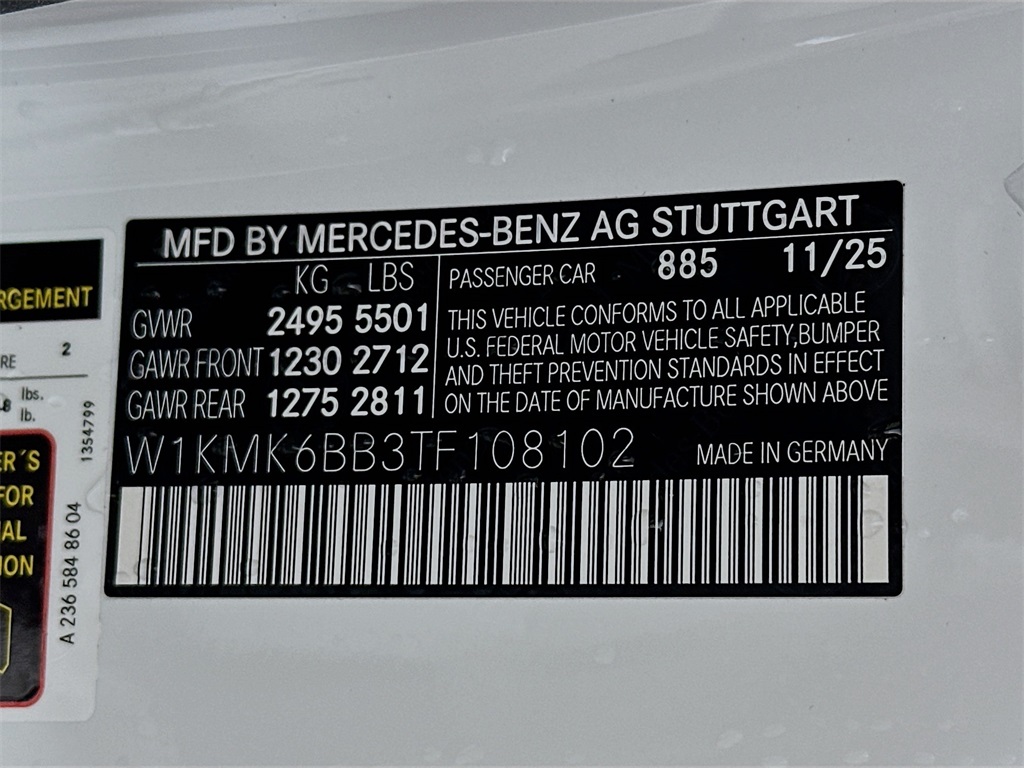 MFD BY MERCEDES-BENZ AG STUTTGART
KG LBS
GVWR 2495 5501
GAWR FRONT 1230 2712
GAWR REAR 1275 2811
PASSENGER CAR 885 11/25
THIS VEHICLE CONFORMS TO ALL APPLICABLE
U.S. FEDERAL MOTOR VEHICLE SAFETY,BUMPER
AND THEFT PREVENTION STANDARDS IN EFFECT
ON THE DATE OF MANUFACTURE SHOWN ABOVE
W1KMK6BB3TF108102 MADE IN GERMANY
RGEMENT
RE 2
lbs.
lb.
ER´S
FOR
ION
1354799
A 236 584 86 04